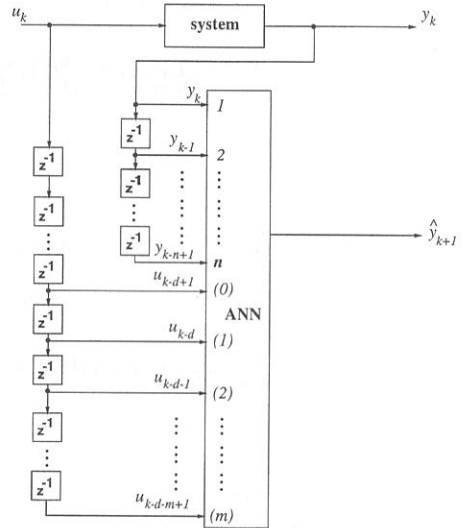 u_k
system
y_k
y_k
1
z^-1
y_{k-1}
2
z^-1
z^-1
z^-1
z^-1
y_{k-n+1}
n
ŷ_{k+1}
z^-1
u_{k-d+1}
(0)
ANN
z^-1
u_{k-d}
(1)
z^-1
u_{k-d-1}
(2)
z^-1
z^-1
u_{k-d-m+1}
(m)